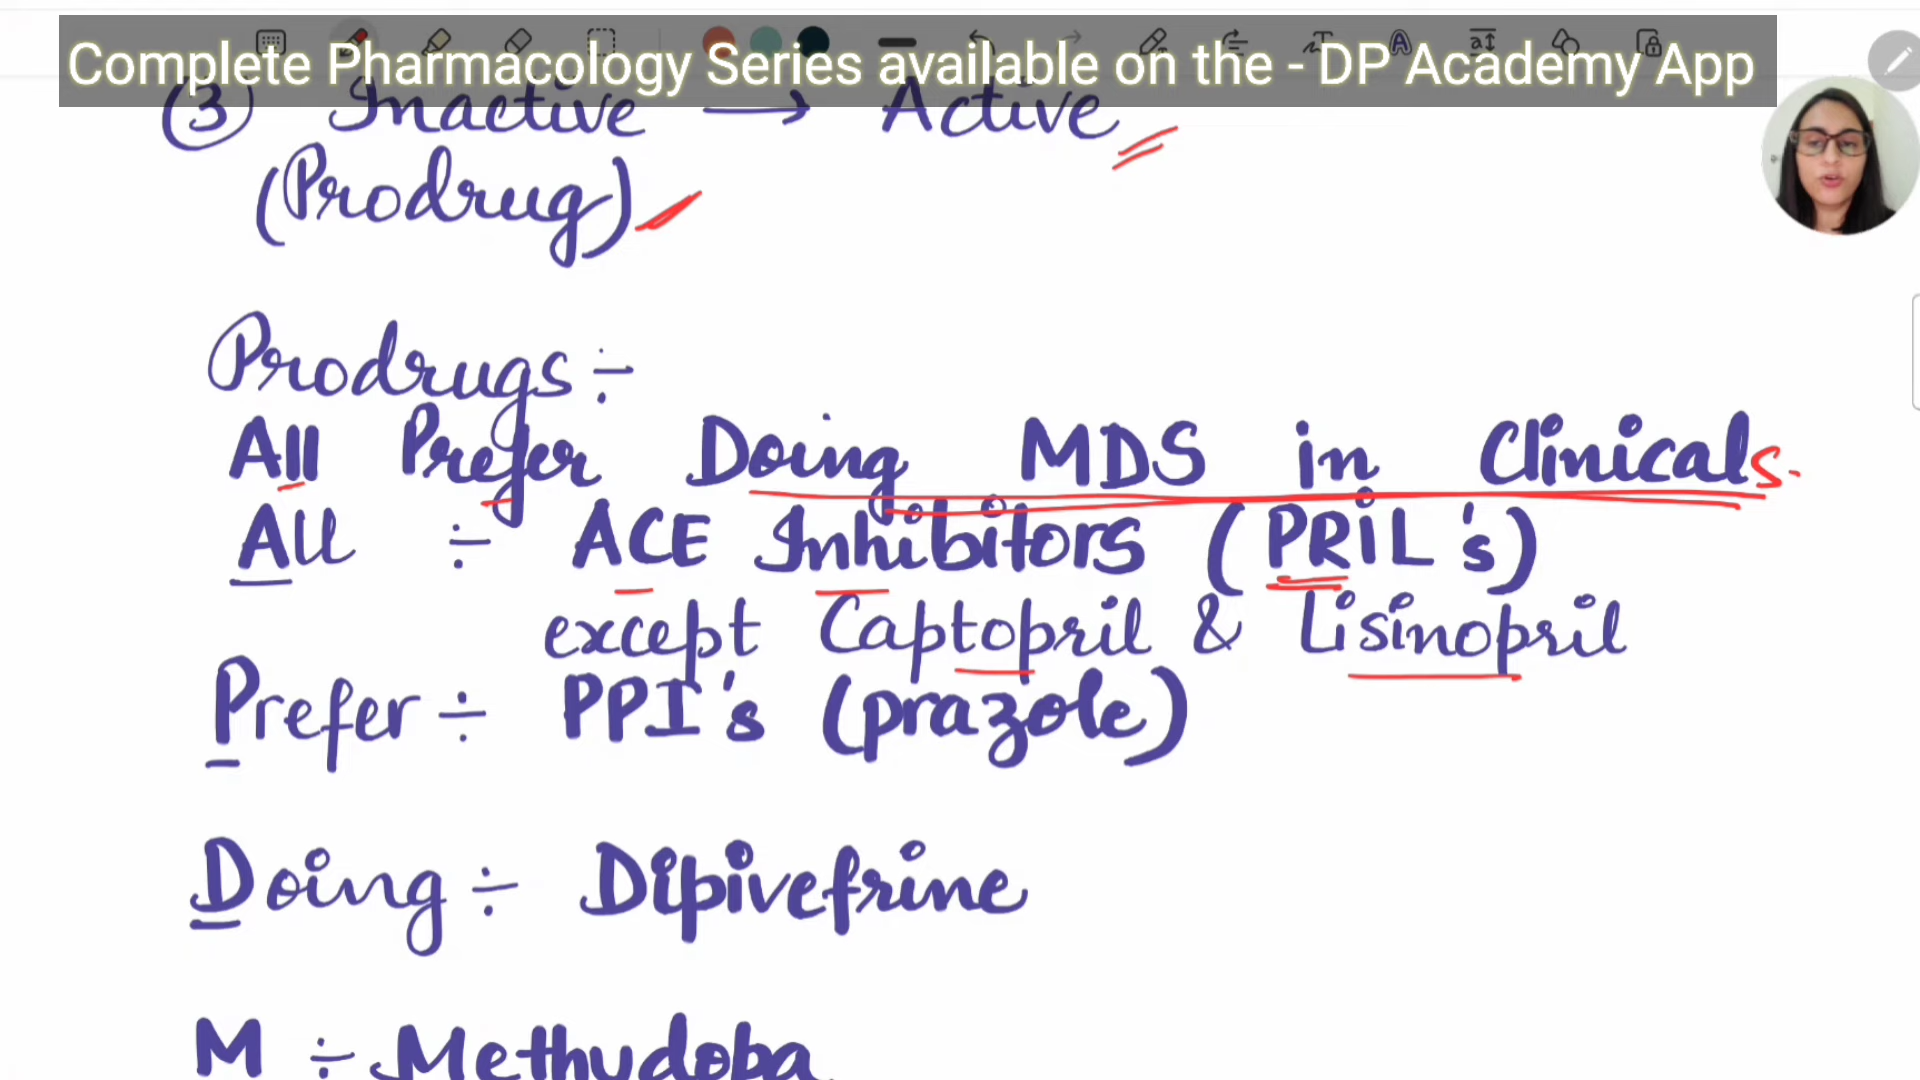 Complete Pharmacology Series available on the - DP Academy App
(3) Inactive → Active
(Prodrug)
Prodrugs ÷
All Prefer Doing MDS in Clinicals.
All ÷ ACE Inhibitors (PRIL's)
except Captopril & Lisinopril
Prefer ÷ PPI's (prazole)
Doing ÷ Dipivefrine
M ÷ Methyldopa